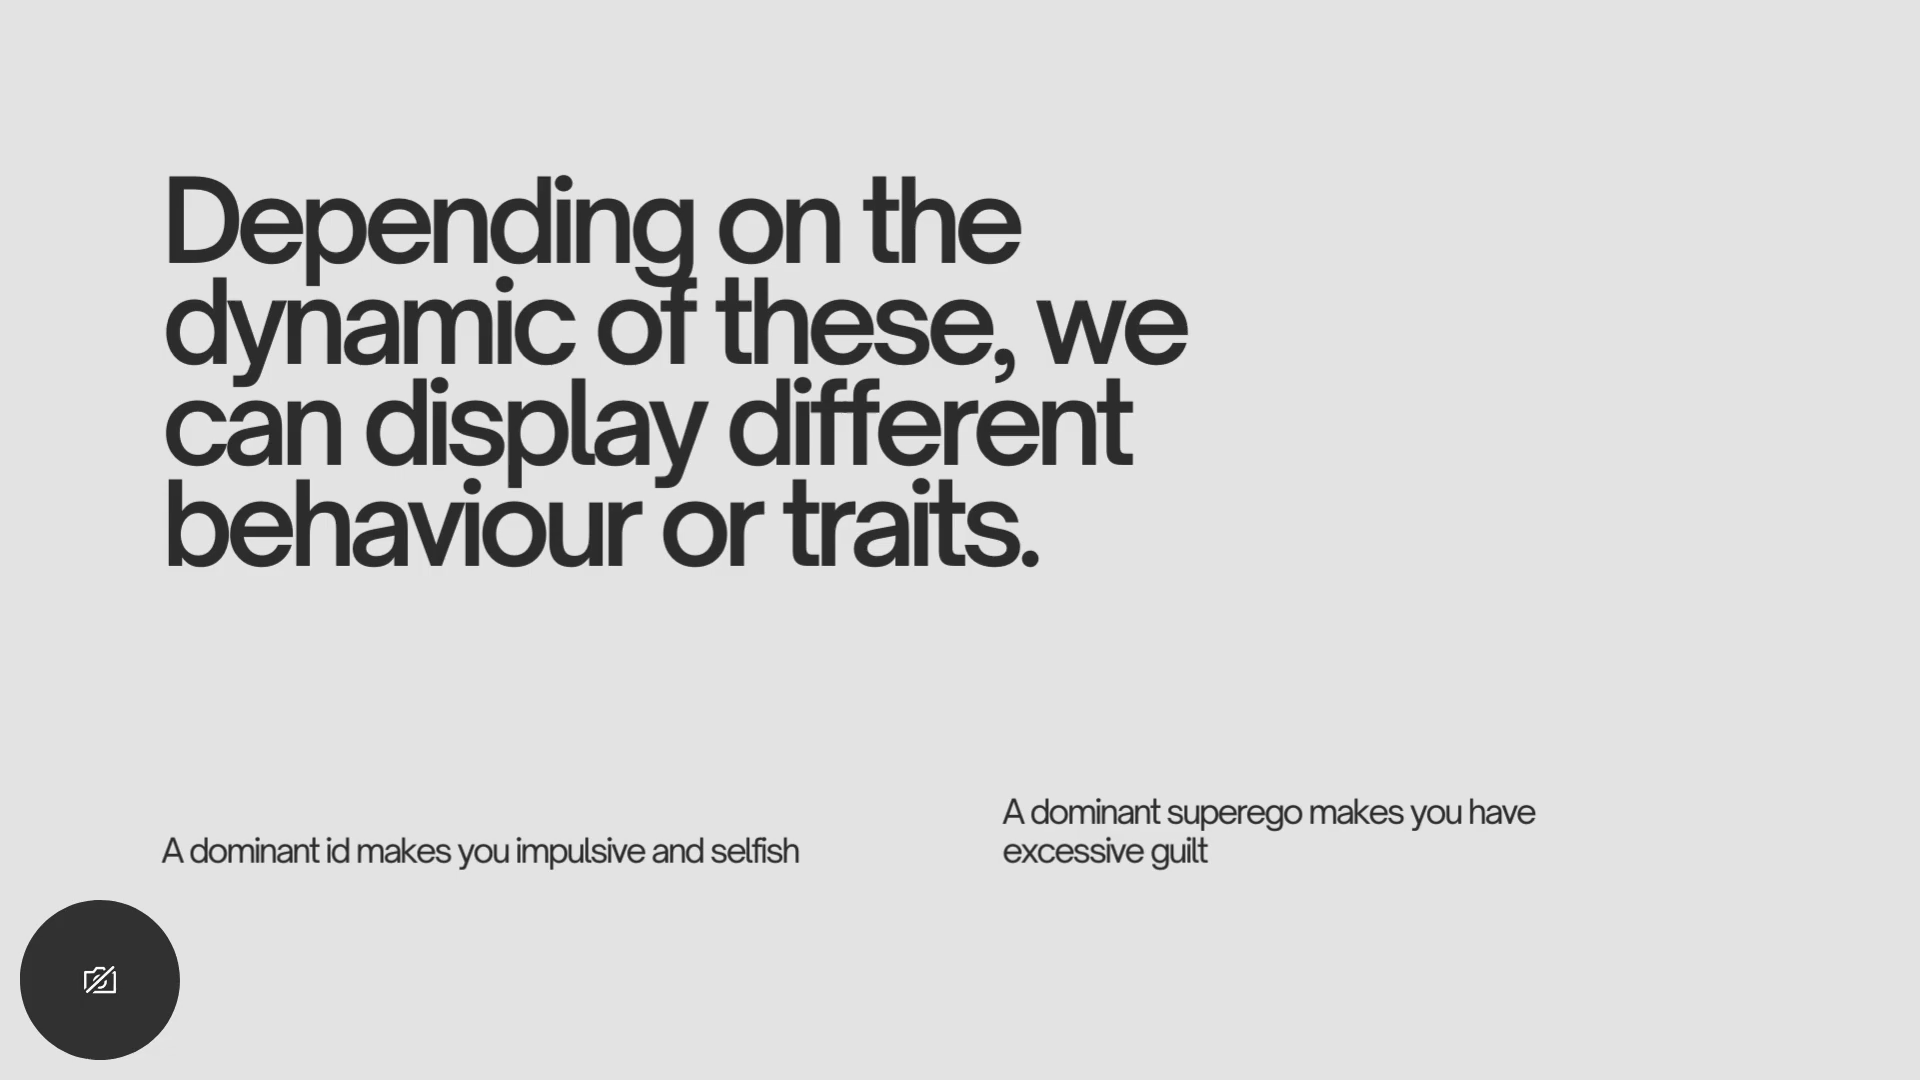 Depending on the
dynamic of these, we
can display different
behaviour or traits.
A dominant id makes you impulsive and selfish
A dominant superego makes you have
excessive guilt